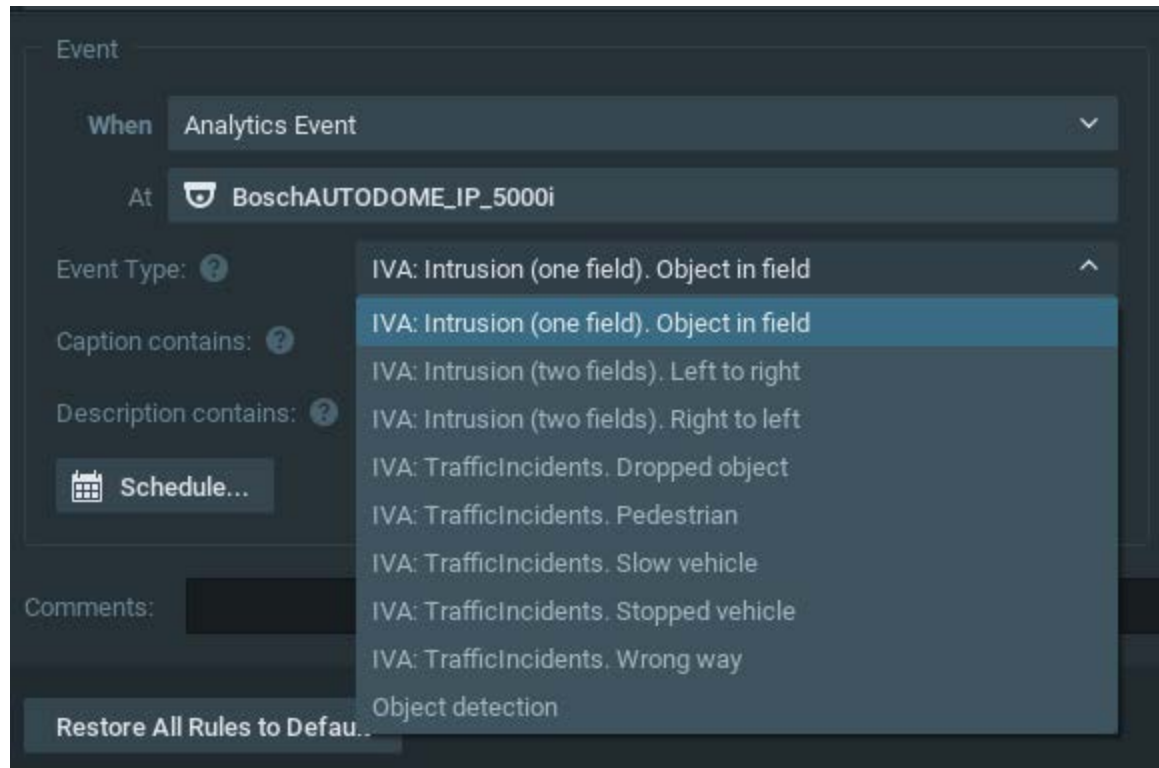 Event
When Analytics Event
At BoschAUTODOME_IP_5000i
Event Type: ? IVA: Intrusion (one field). Object in field
IVA: Intrusion (one field). Object in field
Caption contains: ?
IVA: Intrusion (two fields). Left to right
Description contains: ? IVA: Intrusion (two fields). Right to left
IVA: TrafficIncidents. Dropped object
Schedule...
IVA: TrafficIncidents. Pedestrian
IVA: TrafficIncidents. Slow vehicle
Comments: IVA: TrafficIncidents. Stopped vehicle
IVA: TrafficIncidents. Wrong way
Object detection
Restore All Rules to